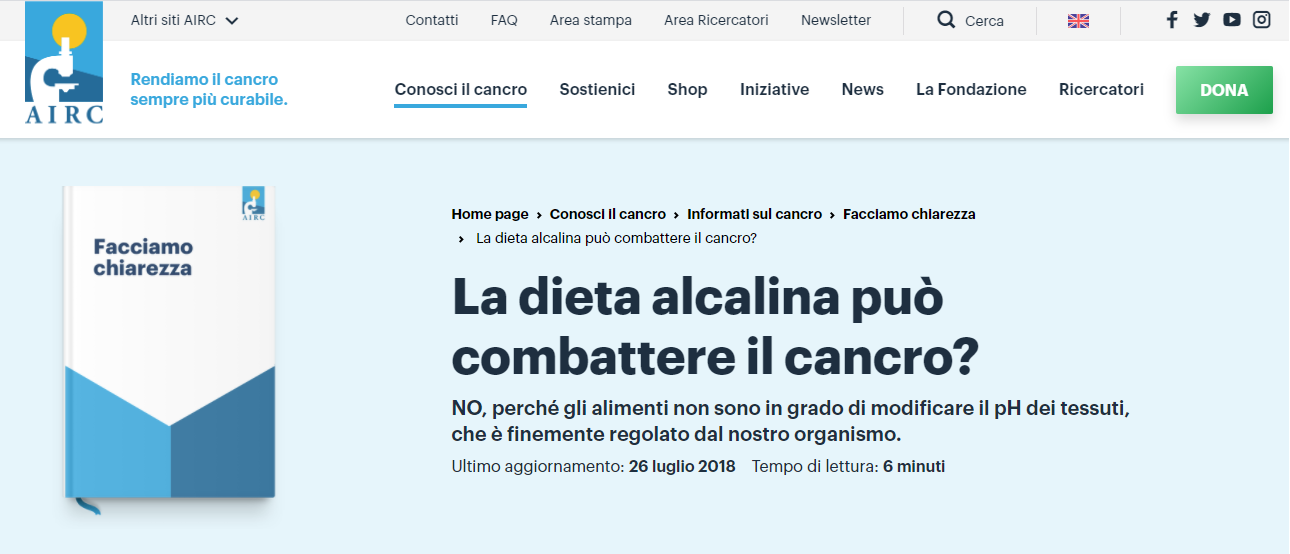 Altri siti AIRC
Contatti FAQ Area stampa Area Ricercatori Newsletter Cerca
AIRC
Rendiamo il cancro
sempre più curabile.
Conosci il cancro Sostienici Shop Iniziative News La Fondazione Ricercatori DONA
AIRC
Facciamo
chiarezza
Home page › Conosci il cancro › Informati sul cancro › Facciamo chiarezza
› La dieta alcalina può combattere il cancro?
La dieta alcalina può
combattere il cancro?
NO, perché gli alimenti non sono in grado di modificare il pH dei tessuti,
che è finemente regolato dal nostro organismo.
Ultimo aggiornamento: 26 luglio 2018 Tempo di lettura: 6 minuti